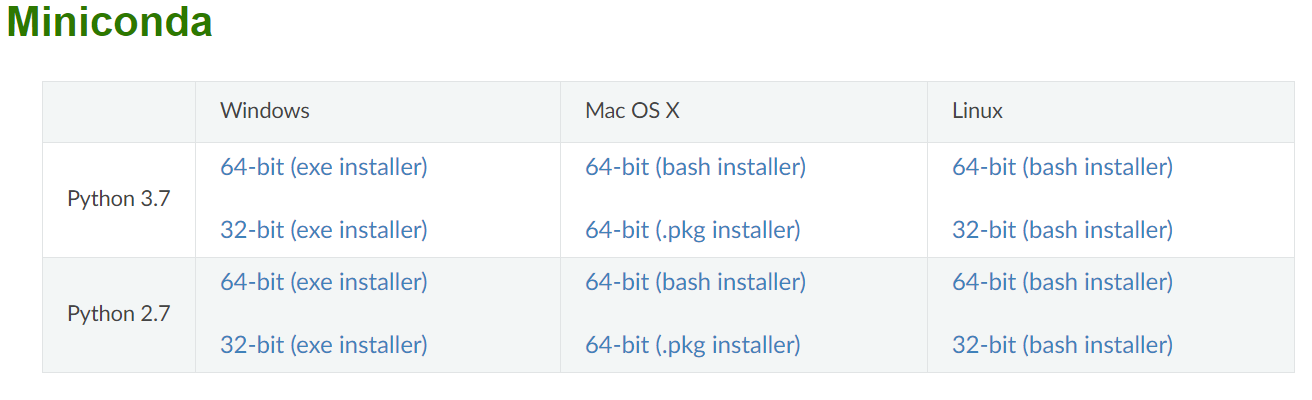 Miniconda
Windows Mac OS X Linux
Python 3.7
64-bit (exe installer) 64-bit (bash installer) 64-bit (bash installer)
32-bit (exe installer) 64-bit (.pkg installer) 32-bit (bash installer)
Python 2.7
64-bit (exe installer) 64-bit (bash installer) 64-bit (bash installer)
32-bit (exe installer) 64-bit (.pkg installer) 32-bit (bash installer)